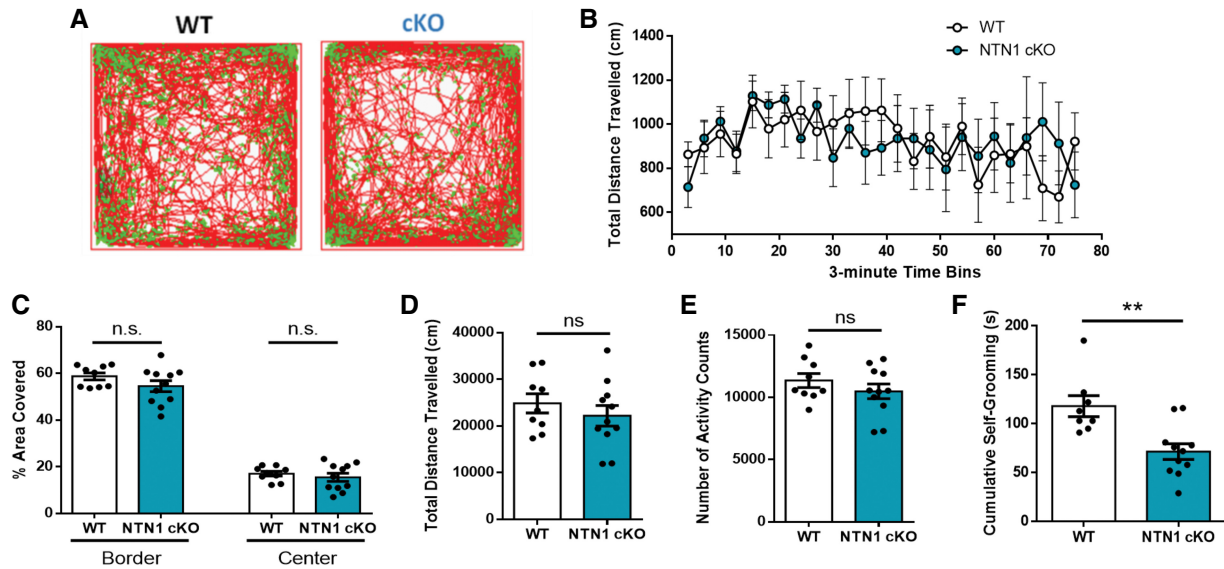 A
WT
cKO
B
WT
NTN1 cKO
Total Distance Travelled (cm)
1400
1200
1000
800
600
0
10
20
30
40
50
60
70
80
3-minute Time Bins
C
n.s.
n.s.
% Area Covered
80
60
40
20
0
WT
NTN1 cKO
WT
NTN1 cKO
Border
Center
D
ns
Total Distance Travelled (cm)
40000
30000
20000
10000
0
WT
NTN1 cKO
E
ns
Number of Activity Counts
15000
10000
5000
0
WT
NTN1 cKO
F
**
Cumulative Self-Grooming (s)
200
150
100
50
0
WT
NTN1 cKO